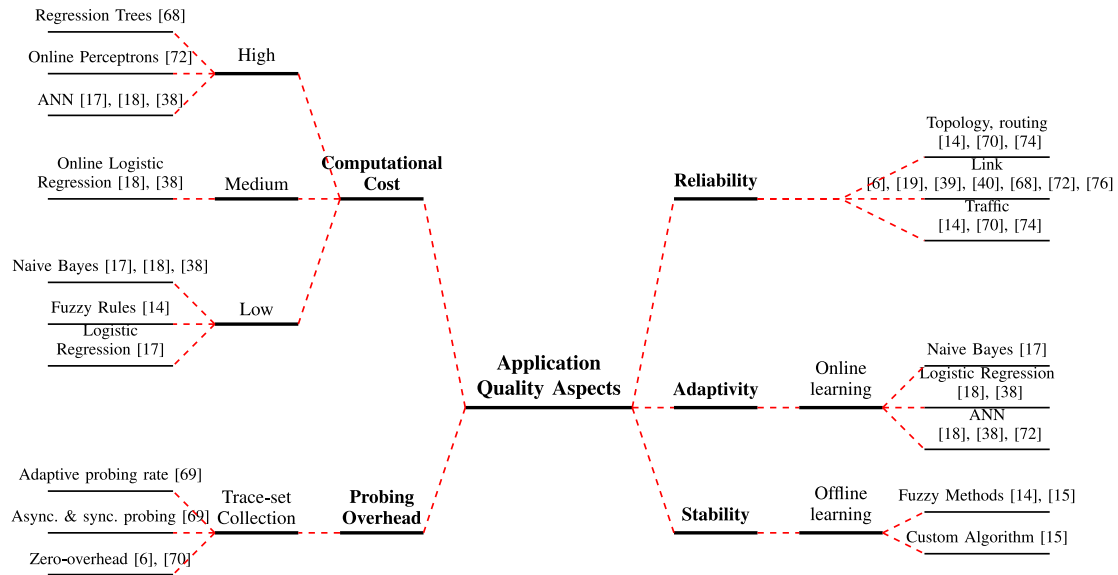 Regression Trees [68]
Online Perceptrons [72]
ANN [17], [18], [38]
High
Online Logistic
Regression [18], [38]
Medium
Computational
Cost
Naive Bayes [17], [18], [38]
Fuzzy Rules [14]
Logistic
Regression [17]
Low
Adaptive probing rate [69]
Async. & sync. probing [69]
Zero-overhead [6], [70]
Trace-set
Collection
Probing
Overhead
Application
Quality Aspects
Reliability
Topology, routing
[14], [70], [74]
Link
[6], [19], [39], [40], [68], [72], [76]
Traffic
[14], [70], [74]
Adaptivity
Online
learning
Naive Bayes [17]
Logistic Regression
[18], [38]
ANN
[18], [38], [72]
Stability
Offline
learning
Fuzzy Methods [14], [15]
Custom Algorithm [15]